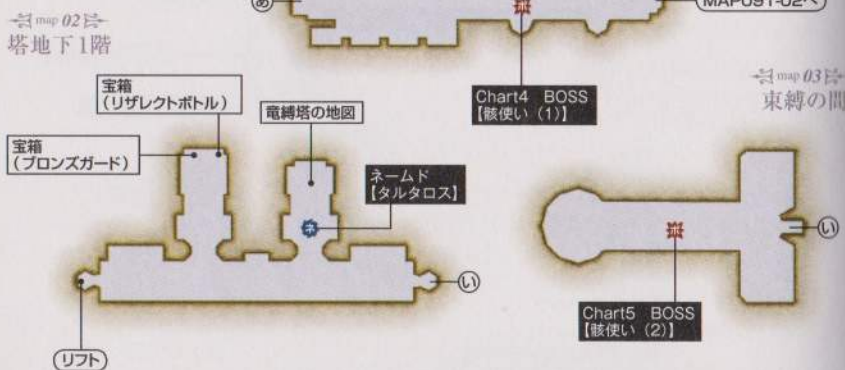 あ
MAP091-02へ
map 02
塔地下1階
Chart4 BOSS
【骸使い（1）】
map 03
束縛の間
宝箱
（リザレクトボトル）
竜縛塔の地図
宝箱
（ブロンズガード）
ネームド
【タルタロス】
ネ
い
い
Chart5 BOSS
【骸使い（2）】
リフト